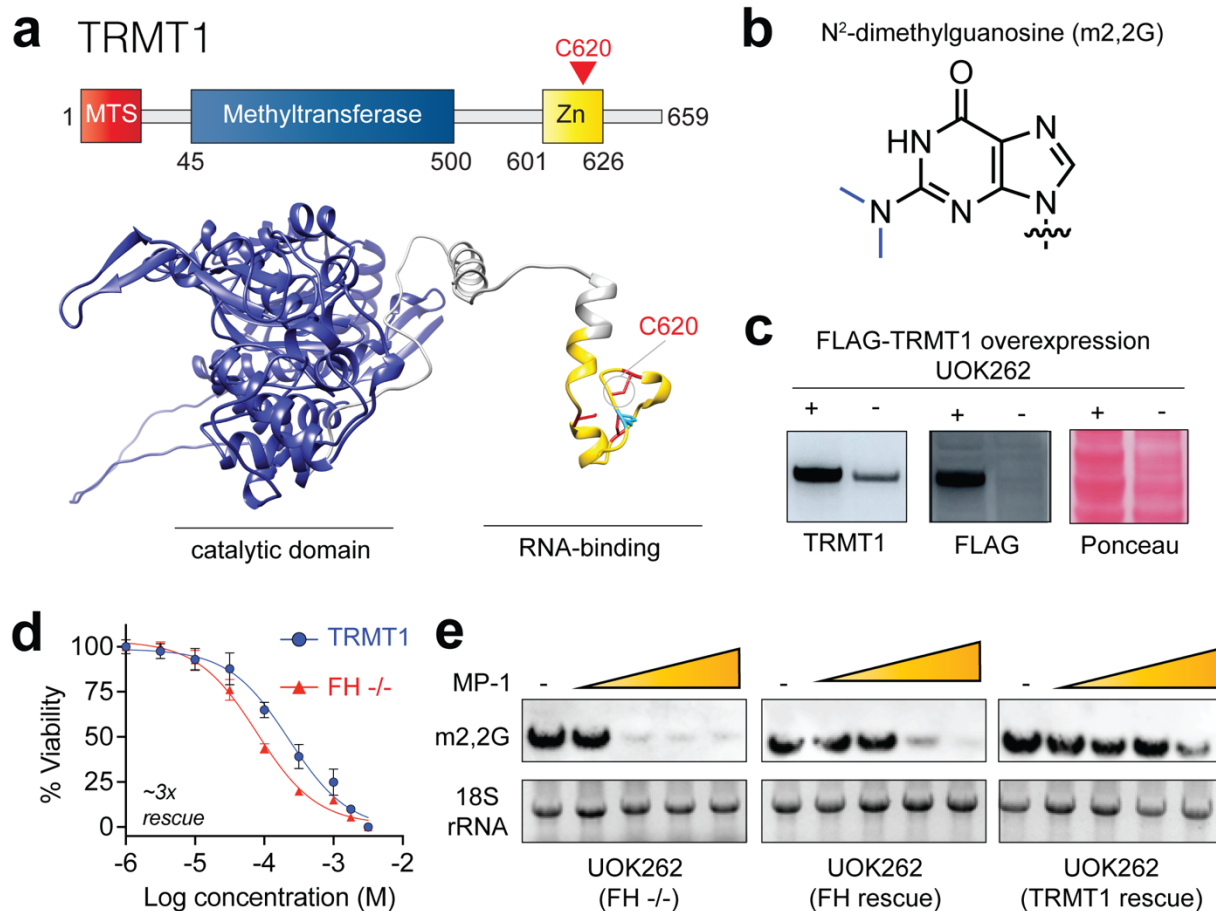 a
TRMT1
C620
1
MTS
Methyltransferase
Zn
659
45
500
601
626
C620
catalytic domain
RNA-binding
b
N²-dimethylguanosine (m2,2G)
O
HN
N
N
N
N
c
FLAG-TRMT1 overexpression
UOK262
+ - + - + -
TRMT1 FLAG Ponceau
d
TRMT1
FH -/-
100
75
50
25
0
% Viability
~3x
rescue
-6 -5 -4 -3 -2
Log concentration (M)
e
MP-1
- - -
m2,2G
18S
rRNA
UOK262
(FH -/-)
UOK262
(FH rescue)
UOK262
(TRMT1 rescue)